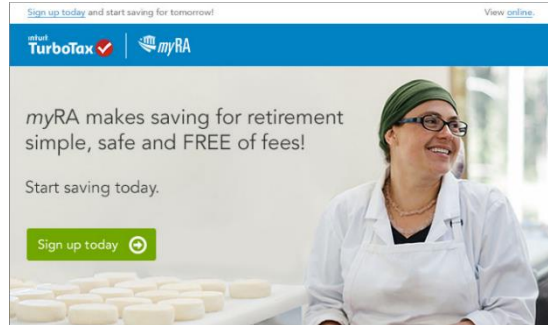 Sign up today and start saving for tomorrow!
View online.
intuit
TurboTax
myRA
myRA makes saving for retirement
simple, safe and FREE of fees!
Start saving today.
Sign up today